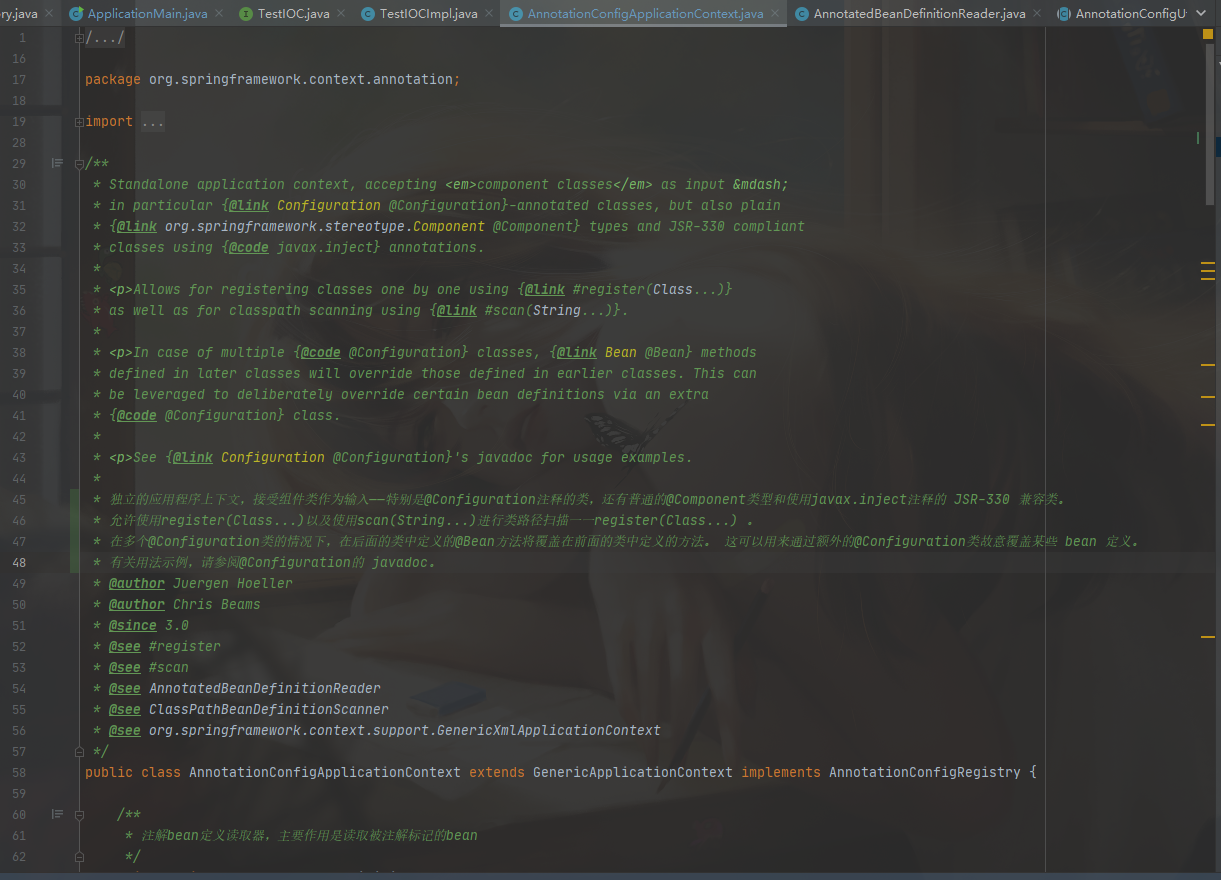 ry.java ApplicationMain.java TestIOC.java TestIOCImpl.java AnnotationConfigApplicationContext.java AnnotatedBeanDefinitionReader.java AnnotationConfigU
1 /.../
16
17 package org.springframework.context.annotation;
18
19 import ...
28
29 /**
30 * Standalone application context, accepting <em>component classes</em> as input &mdash;
31 * in particular {@link Configuration @Configuration}-annotated classes, but also plain
32 * {@link org.springframework.stereotype.Component @Component} types and JSR-330 compliant
33 * classes using {@code javax.inject} annotations.
34 *
35 * <p>Allows for registering classes one by one using {@link #register(Class...)}
36 * as well as for classpath scanning using {@link #scan(String...)}.
37 *
38 * <p>In case of multiple {@code @Configuration} classes, {@link Bean @Bean} methods
39 * defined in later classes will override those defined in earlier classes. This can
40 * be leveraged to deliberately override certain bean definitions via an extra
41 * {@code @Configuration} class.
42 *
43 * <p>See {@link Configuration @Configuration}'s javadoc for usage examples.
44 *
45 * 独立的应用程序上下文，接受组件类作为输入——特别是@Configuration注释的类，还有普通的@Component类型和使用javax.inject注释的 JSR-330 兼容类。
46 * 允许使用register(Class...)以及使用scan(String...)进行类路径扫描一一register(Class...) 。
47 * 在多个@Configuration类的情况下，在后面的类中定义的@Bean方法将覆盖在前面的类中定义的方法。 这可以用来通过额外的@Configuration类故意覆盖某些 bean 定义。
48 * 有关用法示例，请参阅@Configuration的 javadoc。
49 * @author Juergen Hoeller
50 * @author Chris Beams
51 * @since 3.0
52 * @see #register
53 * @see #scan
54 * @see AnnotatedBeanDefinitionReader
55 * @see ClassPathBeanDefinitionScanner
56 * @see org.springframework.context.support.GenericXmlApplicationContext
57 */
58 public class AnnotationConfigApplicationContext extends GenericApplicationContext implements AnnotationConfigRegistry {
59
60 /**
61 * 注解bean定义读取器，主要作用是读取被注解标记的bean
62 */